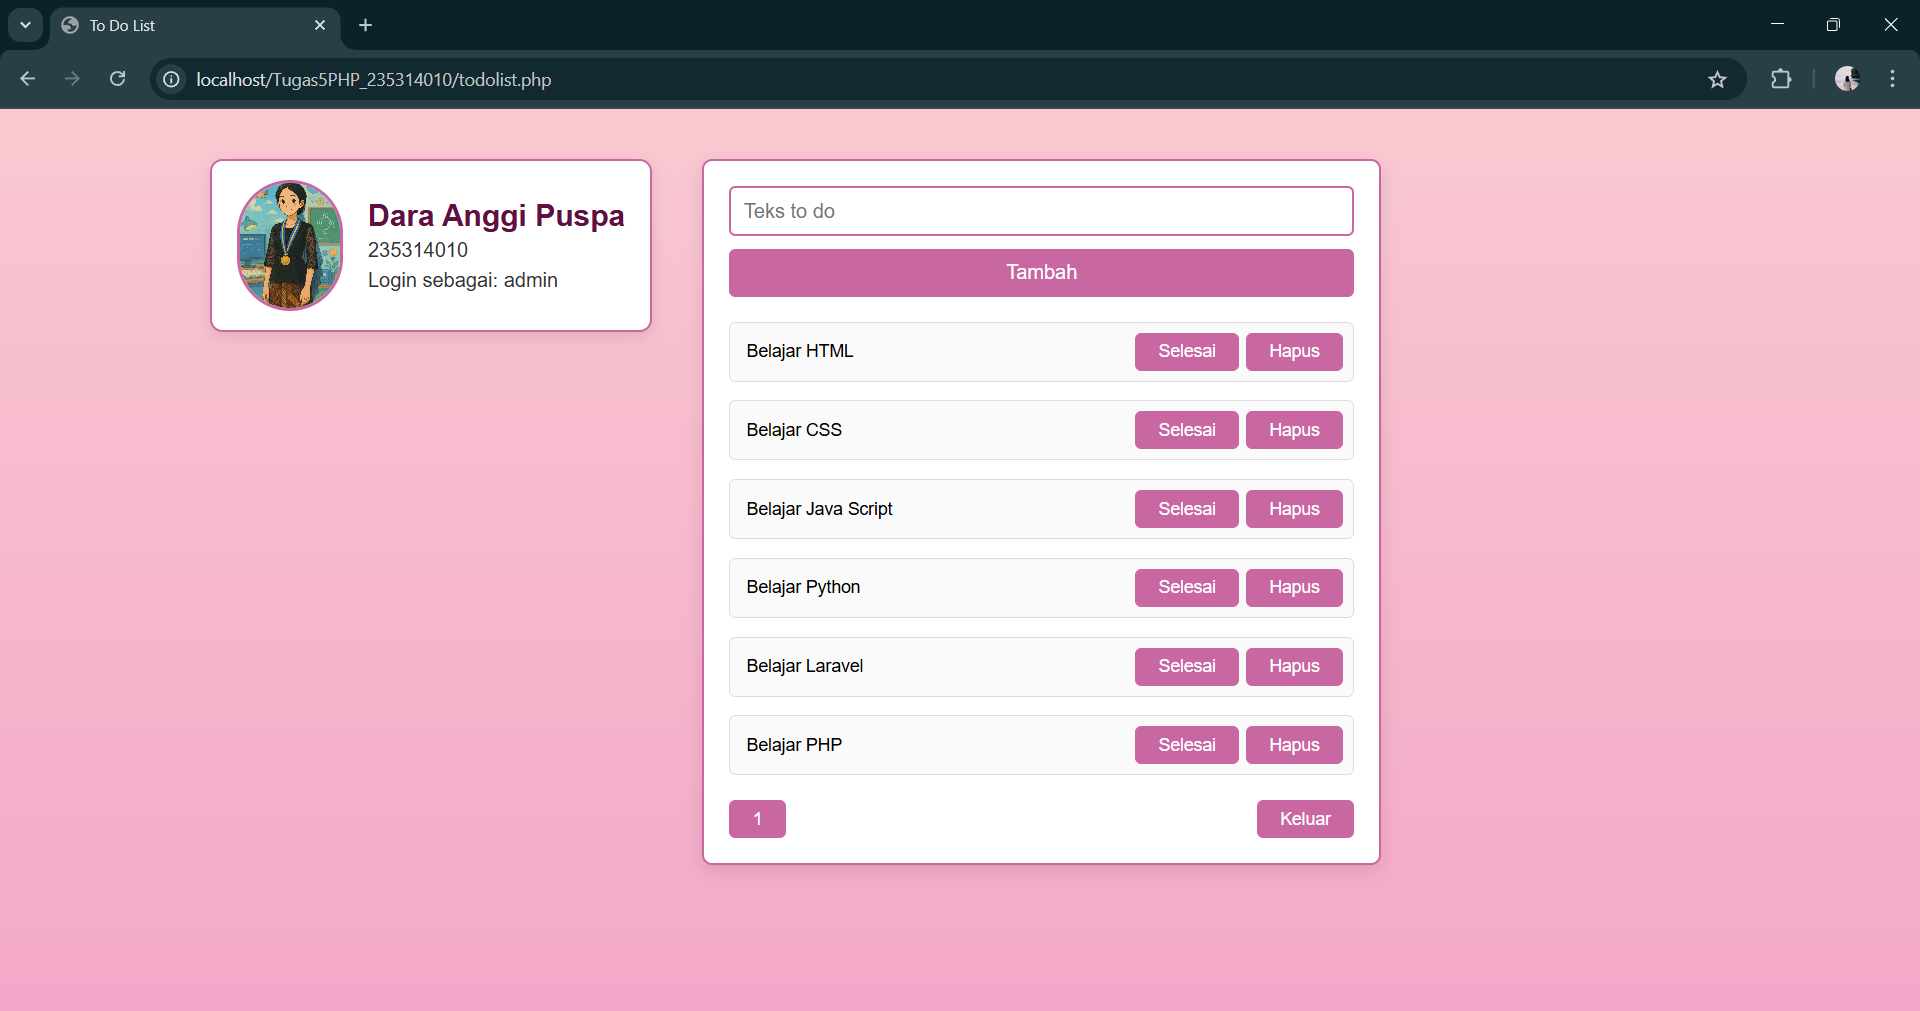 To Do List
localhost/Tugas5PHP_235314010/todolist.php
Dara Anggi Puspa
235314010
Login sebagai: admin
Teks to do
Tambah
Belajar HTML Selesai Hapus
Belajar CSS Selesai Hapus
Belajar Java Script Selesai Hapus
Belajar Python Selesai Hapus
Belajar Laravel Selesai Hapus
Belajar PHP Selesai Hapus
1 Keluar